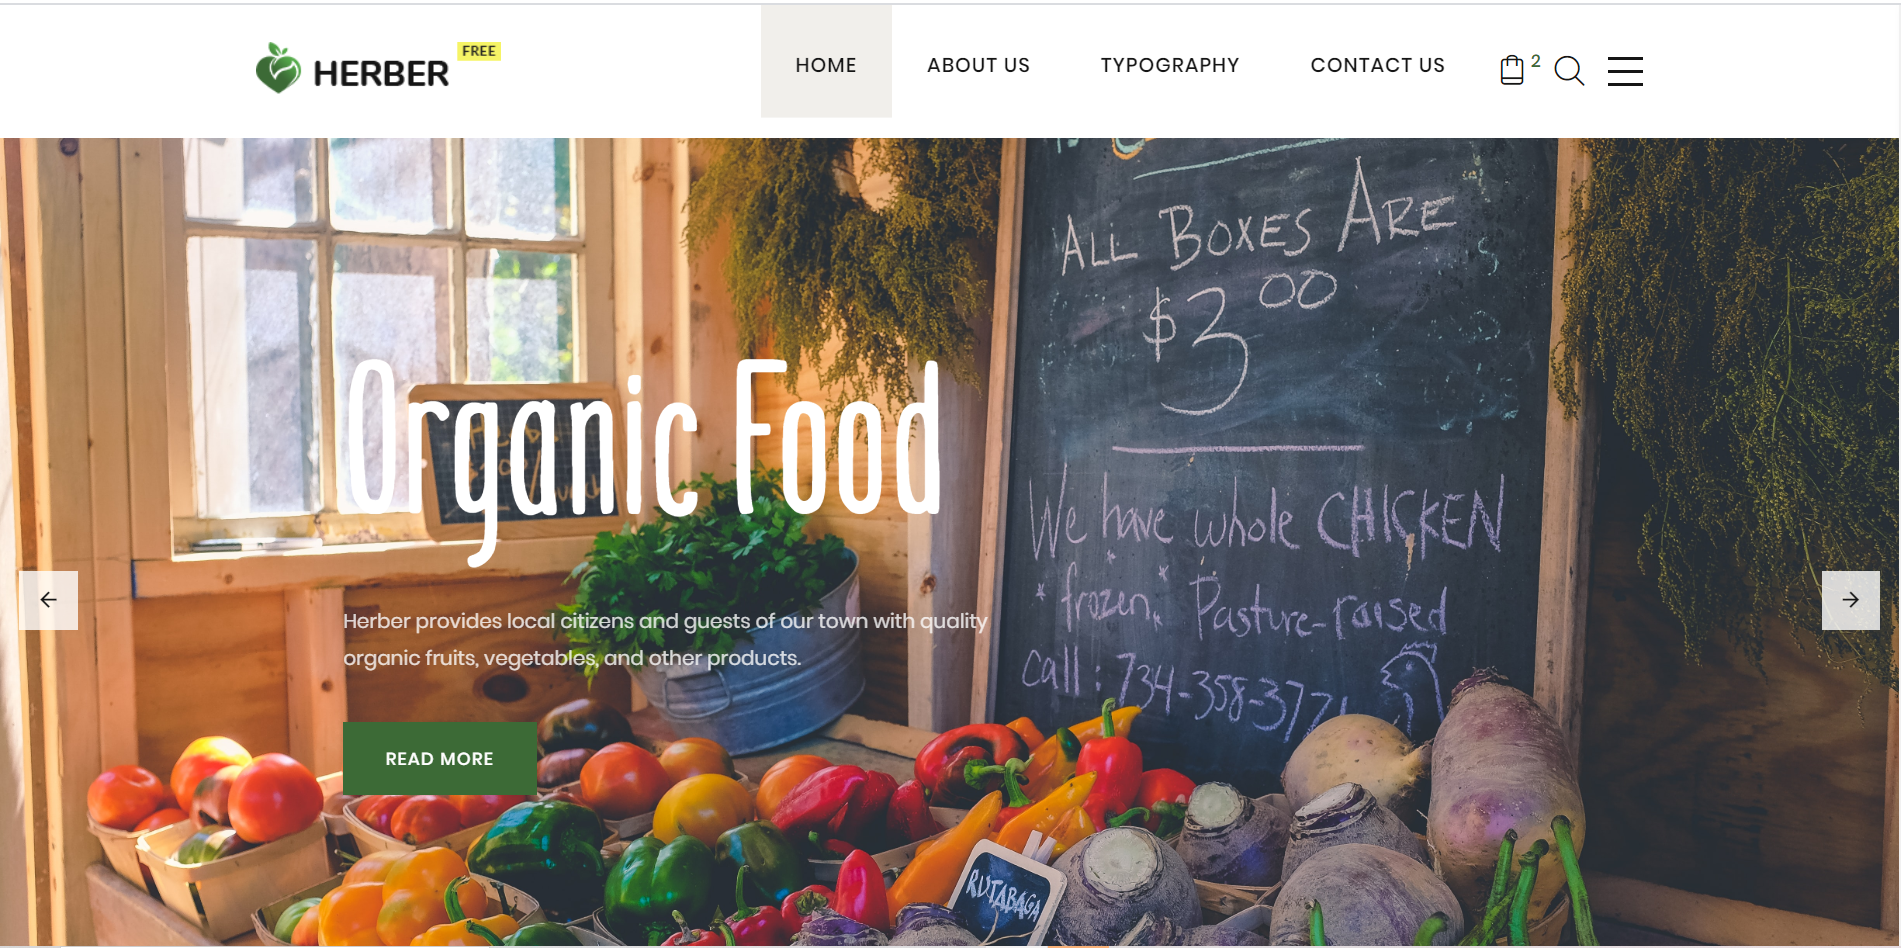 HERBER FREE
HOME ABOUT US TYPOGRAPHY CONTACT US 2
ALL BOXES ARE
$3 00
Organic Food
We have whole CHICKEN
* frozen. * Pasture-raised
call: 734-358-377
Herber provides local citizens and guests of our town with quality
organic fruits, vegetables, and other products.
READ MORE
RUTABAGA